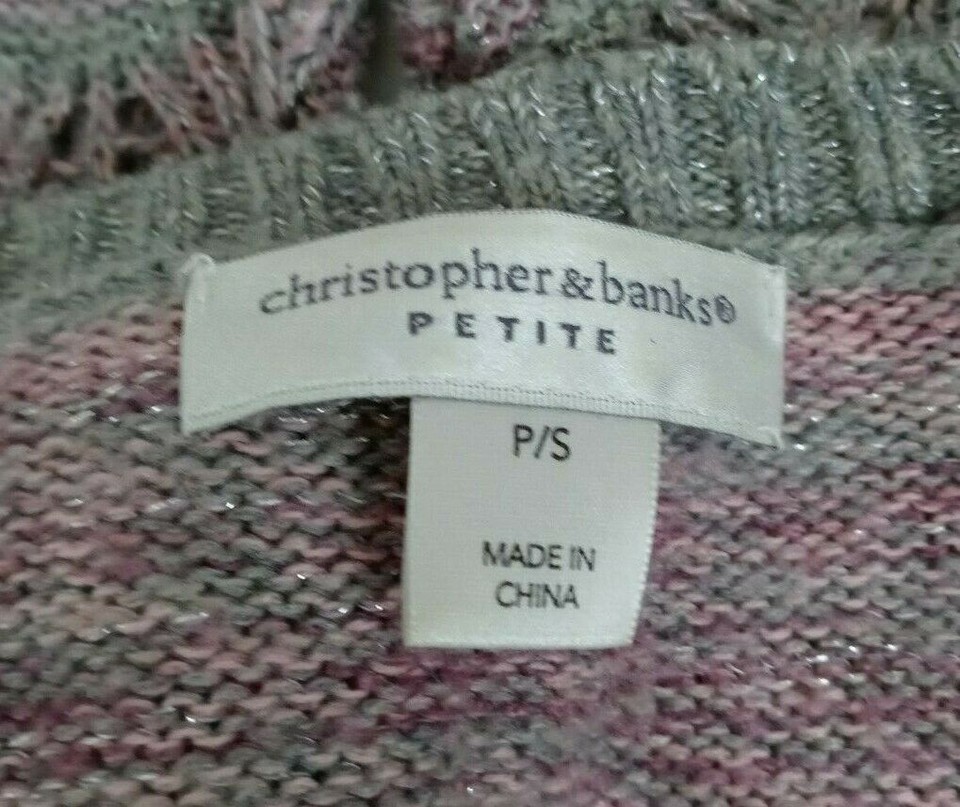 christopher&banks®
PETITE
P/S
MADE IN
CHINA